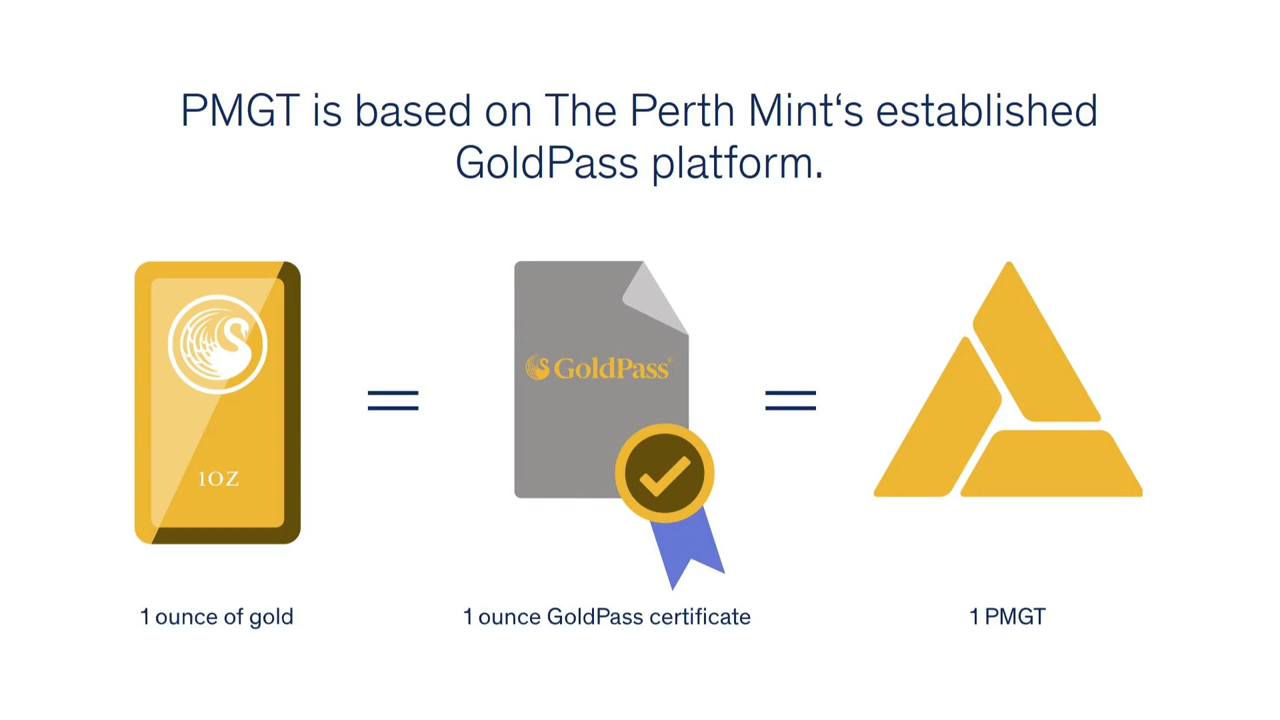 PMGT is based on The Perth Mint‘s established
GoldPass platform.
1OZ
GoldPass®
1 ounce of gold
1 ounce GoldPass certificate
1 PMGT